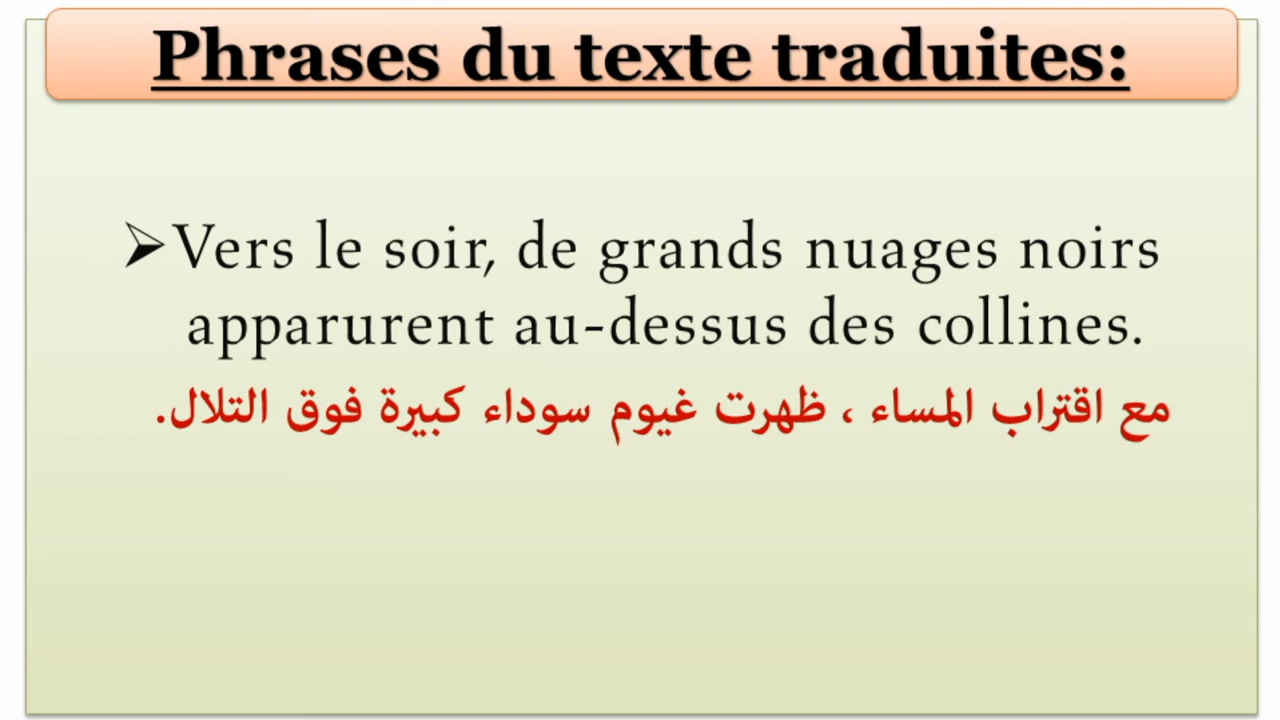 Phrases du texte traduites:
➢Vers le soir, de grands nuages noirs
apparurent au-dessus des collines.
مع اقتراب المساء ، ظهرت غيوم سوداء كبيرة فوق التلال.